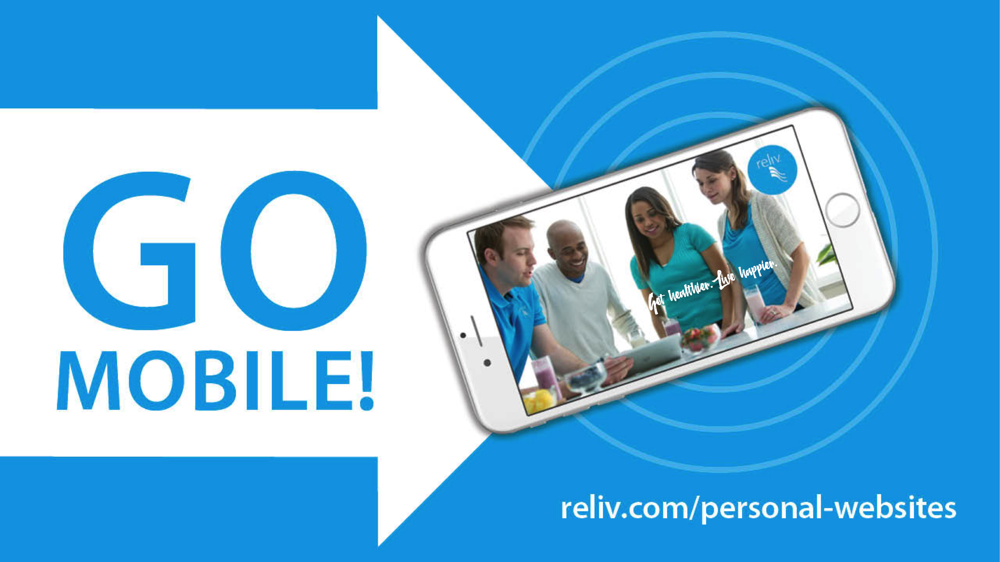 GO
MOBILE!
reliv
Get healthier. Live happier.
reliv.com/personal-websites